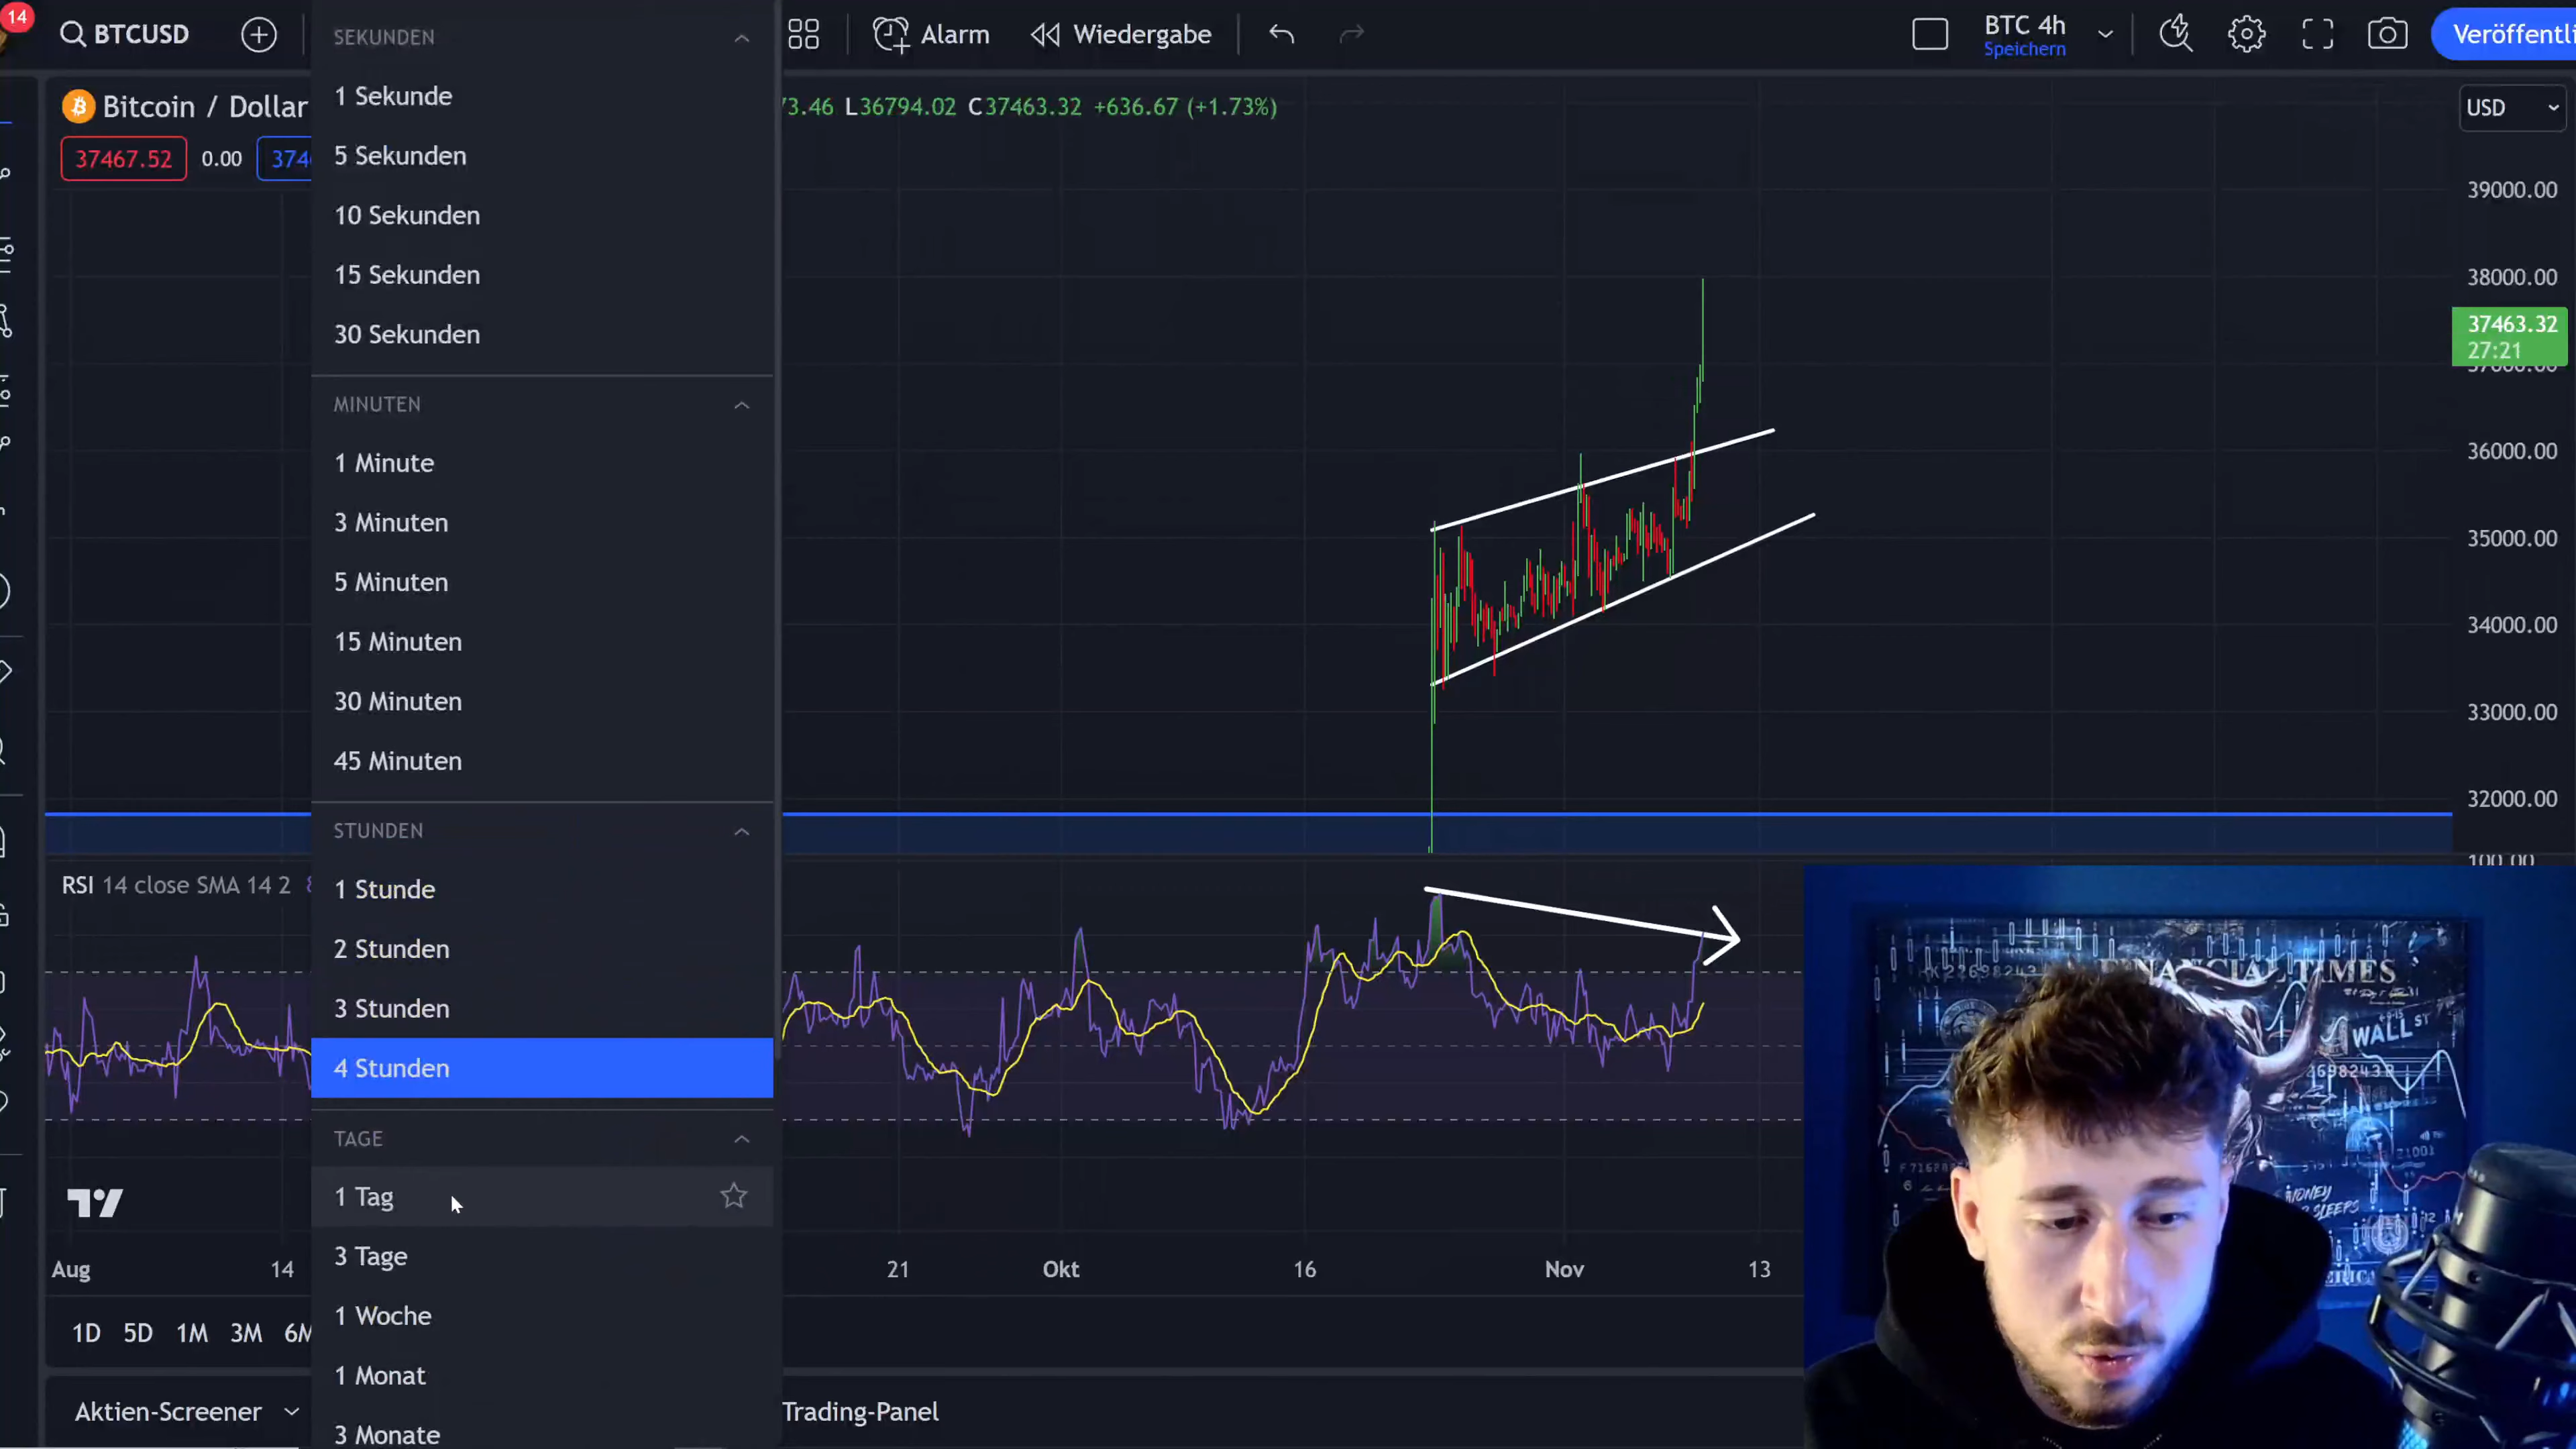 14
BTCUSD
Alarm
Wiedergabe
BTC 4h
Speichern
Bitcoin / Dollar
73.46 L36794.02 C37463.32 +636.67 (+1.73%)
USD
37467.52
0.00
SEKUNDEN
1 Sekunde
5 Sekunden
10 Sekunden
15 Sekunden
30 Sekunden
MINUTEN
1 Minute
3 Minuten
5 Minuten
15 Minuten
30 Minuten
45 Minuten
STUNDEN
1 Stunde
2 Stunden
3 Stunden
4 Stunden
TAGE
1 Tag
3 Tage
1 Woche
1 Monat
3 Monate
39000.00
38000.00
37463.32
27:21
36000.00
35000.00
34000.00
33000.00
32000.00
RSI 14 close SMA 14 2
FINANCIAL TIMES
WALL ST
MONEY
SLEEPS
Aug
14
21
Okt
16
Nov
13
1D 5D 1M 3M 6M
Aktien-Screener
Trading-Panel